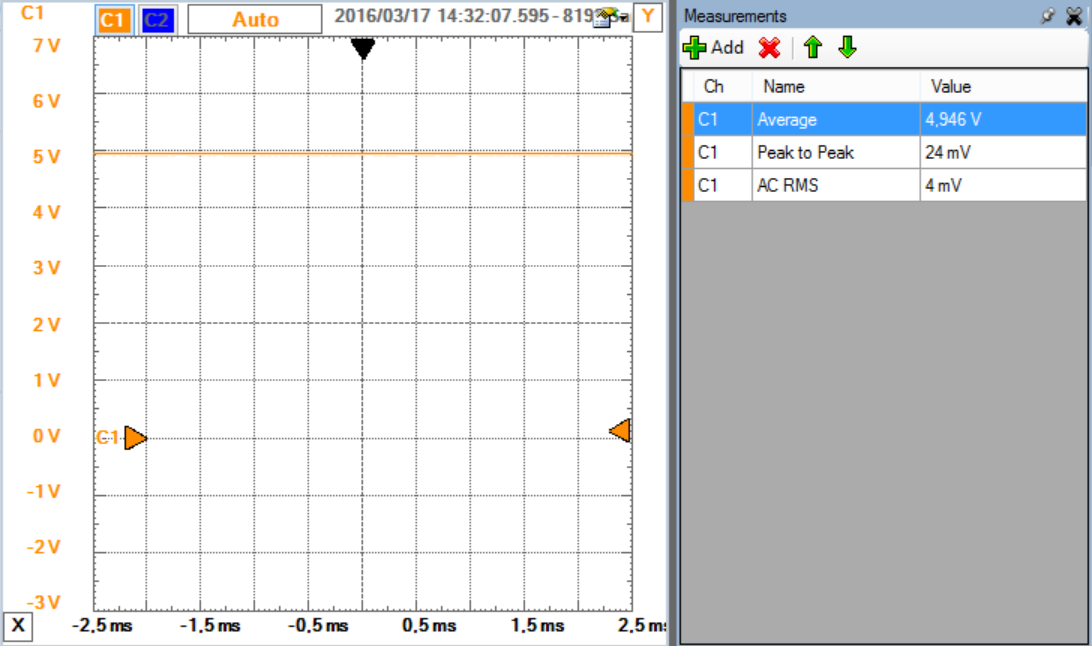 C1 C1 C2 Auto 2016/03/17 14:32:07.595 - 819 Y
7 V
6 V
5 V
4 V
3 V
2 V
1 V
0 V C1
-1 V
-2 V
-3 V
X -2,5 ms -1,5 ms -0,5 ms 0,5 ms 1,5 ms 2,5 ms
Measurements
Add
Ch Name Value
C1 Average 4,946 V
C1 Peak to Peak 24 mV
C1 AC RMS 4 mV